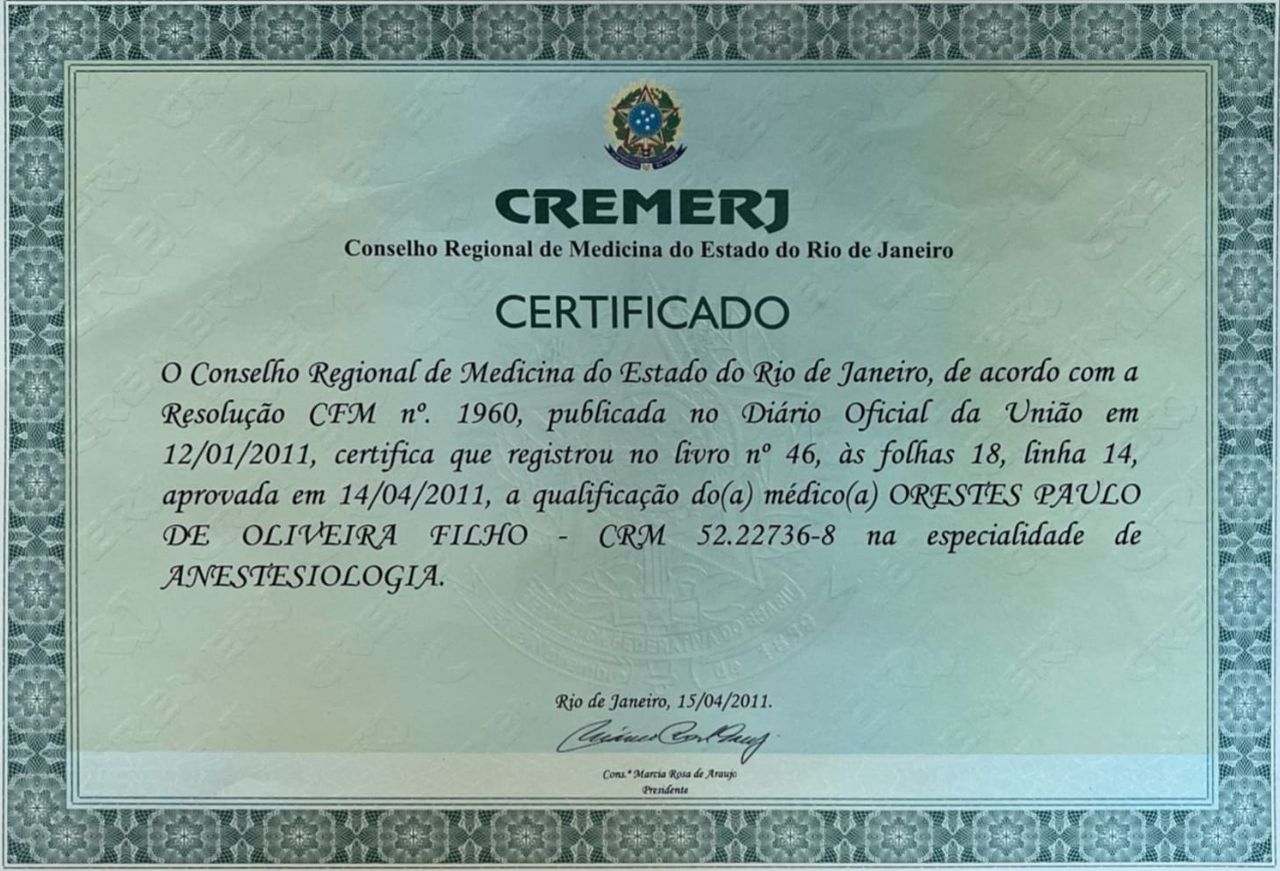 CREMERJ
Conselho Regional de Medicina do Estado do Rio de Janeiro
CERTIFICADO
O Conselho Regional de Medicina do Estado do Rio de Janeiro, de acordo com a
Resolução CFM nº. 1960, publicada no Diário Oficial da União em
12/01/2011, certifica que registrou no livro nº 46, às folhas 18, linha 14,
aprovada em 14/04/2011, a qualificação do(a) médico(a) ORESTES PAULO
DE OLIVEIRA FILHO - CRM 52.22736-8 na especialidade de
ANESTESIOLOGIA.
Rio de Janeiro, 15/04/2011.
Cons.ª Marcia Rosa de Araujo
Presidente